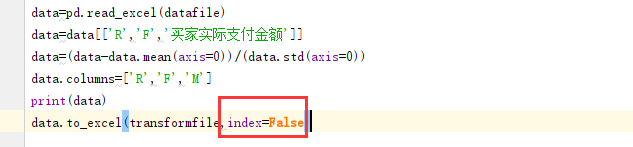 data=pd.read_excel(datafile)
data=data[['R','F','买家实际支付金额']]
data=(data-data.mean(axis=0))/(data.std(axis=0))
data.columns=['R','F','M']
print(data)
data.to_excel(transformfile,index=False)